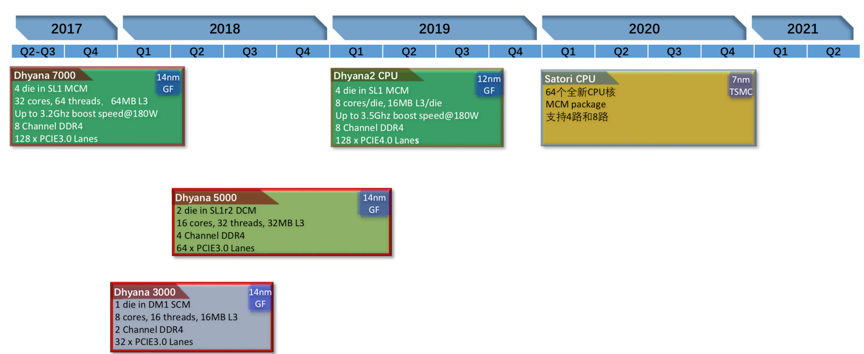 2017 2018 2019 2020 2021
Q2-Q3 Q4 Q1 Q2 Q3 Q4 Q1 Q2 Q3 Q4 Q1 Q2 Q3 Q4 Q1 Q2
Dhyana 7000
14nm
GF
4 die in SL1 MCM
32 cores, 64 threads、 64MB L3
Up to 3.2Ghz boost speed@180W
8 Channel DDR4
128 x PCIE3.0 Lanes
Dhyana2 CPU
12nm
GF
4 die in SL1 MCM
8 cores/die, 16MB L3/die
Up to 3.5Ghz boost speed@180W
8 Channel DDR4
128 x PCIE4.0 Lanes
Satori CPU
7nm
TSMC
64个全新CPU核
MCM package
支持4路和8路
Dhyana 5000
14nm
GF
2 die in SL1r2 DCM
16 cores, 32 threads, 32MB L3
4 Channel DDR4
64 x PCIE3.0 Lanes
Dhyana 3000
14nm
GF
1 die in DM1 SCM
8 cores, 16 threads, 16MB L3
2 Channel DDR4
32 x PCIE3.0 Lanes